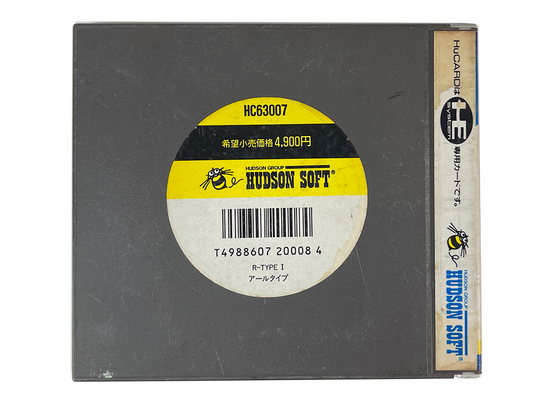 HC63007
希望小売価格 4,900円
HUDSON GROUP
HUDSON SOFT®
T4988607 20008 4
R-TYPE I
アールタイプ
HuCARDは
HE
SYSTEM
専用カードです。
HUDSON GROUP
HUDSON SOFT®